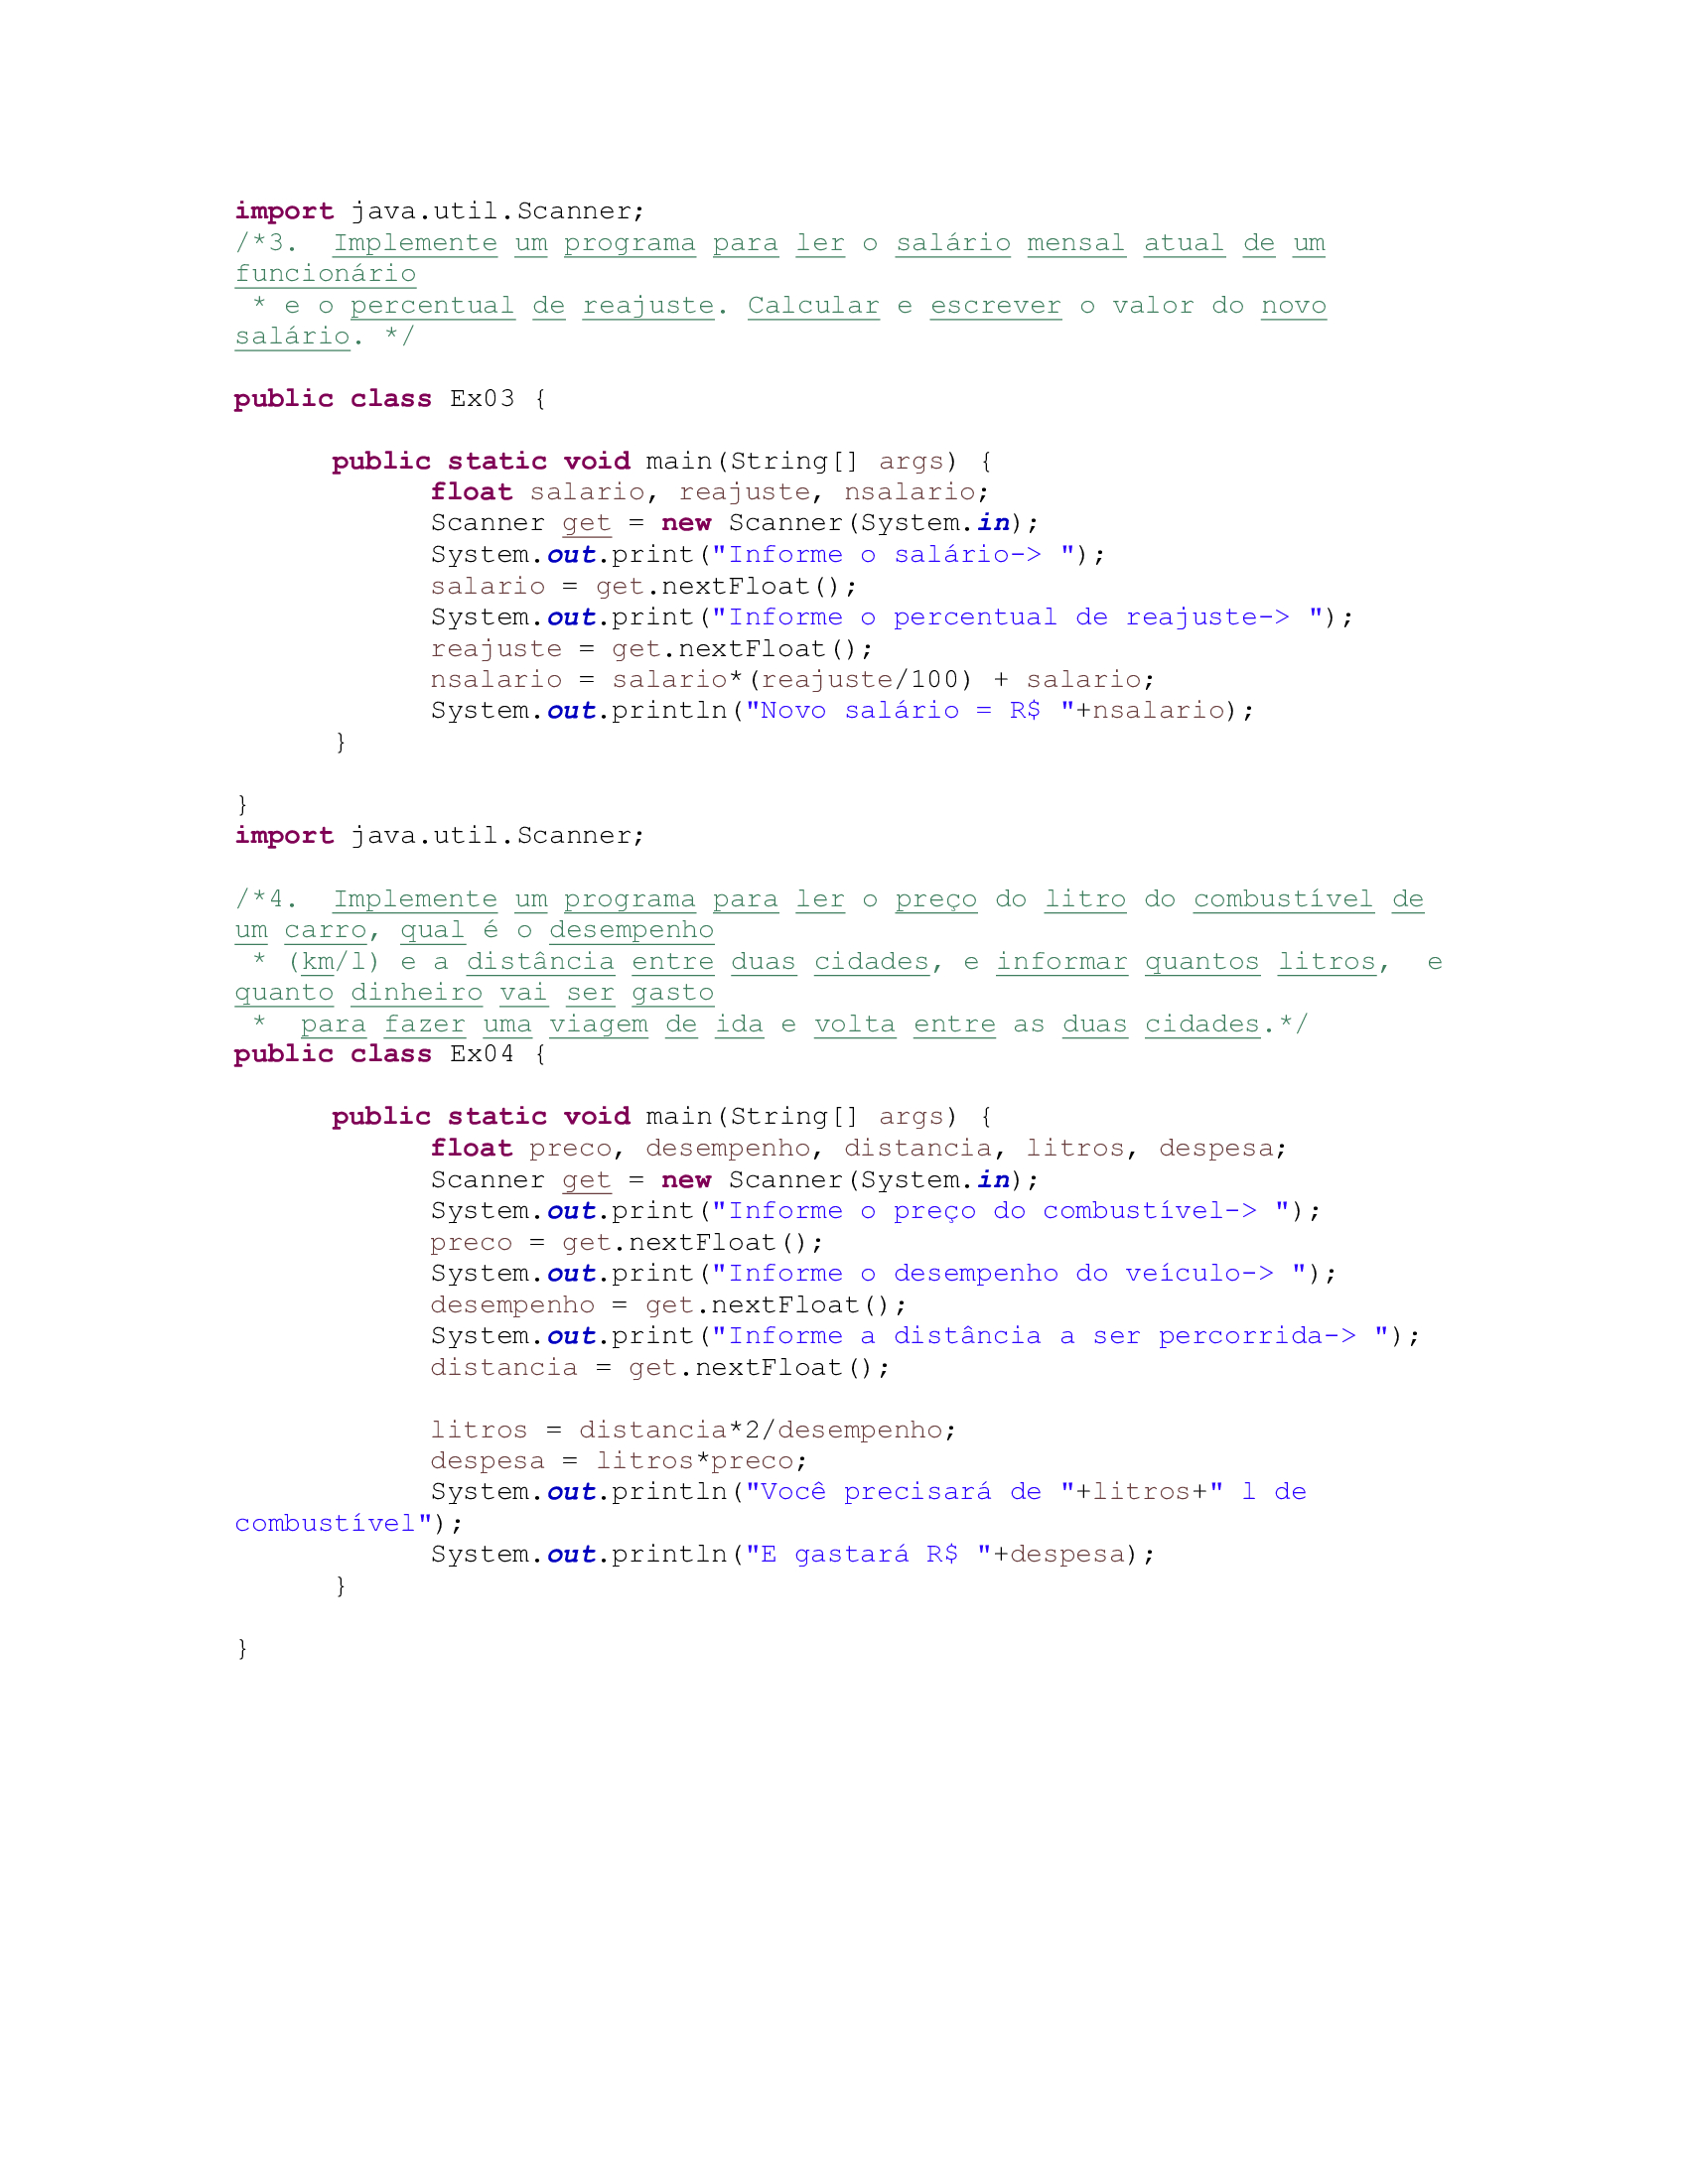 import java.util.Scanner;
/*3.  Implemente um programa para ler o salário mensal atual de um
funcionário
 * e o percentual de reajuste. Calcular e escrever o valor do novo
salário. */
public class Ex03 {
public static void main(String[] args) {
float salario, reajuste, nsalario;
Scanner get = new Scanner(System.in);
System.out.print("Informe o salário-> ");
salario = get.nextFloat();
System.out.print("Informe o percentual de reajuste-> ");
reajuste = get.nextFloat();
nsalario = salario*(reajuste/100) + salario;
System.out.println("Novo salário = R$ "+nsalario);
}
}
import java.util.Scanner;
/*4.  Implemente um programa para ler o preço do litro do combustível de
um carro, qual é o desempenho
 * (km/l) e a distância entre duas cidades, e informar quantos litros,  e
quanto dinheiro vai ser gasto
 *  para fazer uma viagem de ida e volta entre as duas cidades.*/
public class Ex04 {
public static void main(String[] args) {
float preco, desempenho, distancia, litros, despesa;
Scanner get = new Scanner(System.in);
System.out.print("Informe o preço do combustível-> ");
preco = get.nextFloat();
System.out.print("Informe o desempenho do veículo-> ");
desempenho = get.nextFloat();
System.out.print("Informe a distância a ser percorrida-> ");
distancia = get.nextFloat();
litros = distancia*2/desempenho;
despesa = litros*preco;
System.out.println("Você precisará de "+litros+" l de
combustível");
System.out.println("E gastará R$ "+despesa);
}
}